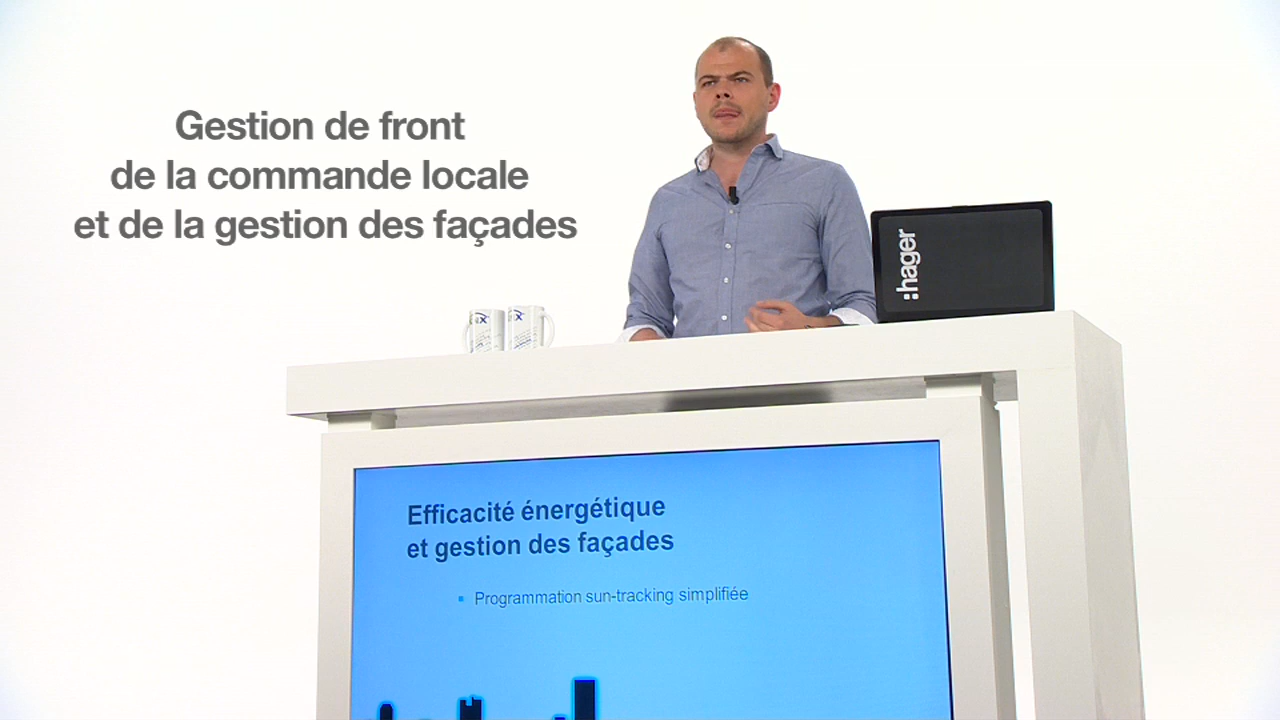 Gestion de front
de la commande locale
et de la gestion des façades
:hager
Efficacité énergétique
et gestion des façades
Programmation sun-tracking simplifiée